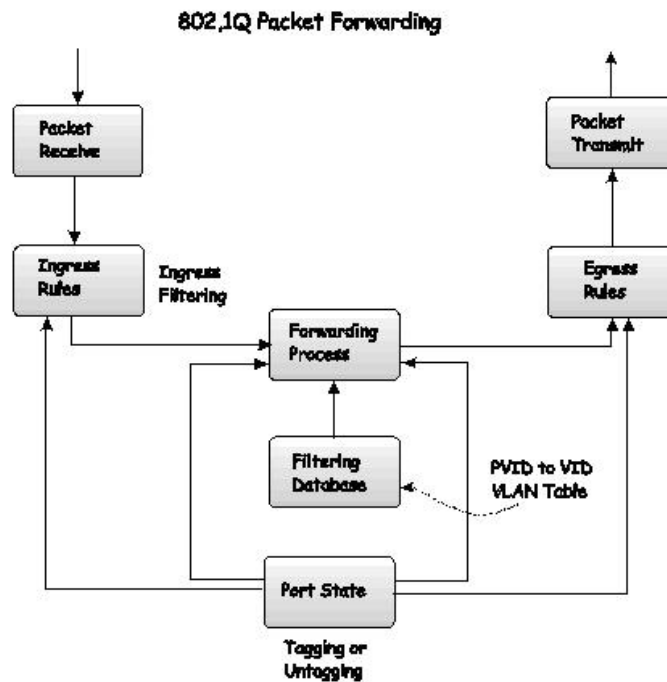 802,1Q Packet Forwarding
Packet
Receive
Packet
Transmit
Ingress
Rules
Ingress
Filtering
Egress
Rules
Forwarding
Process
Filtering
Database
PVID to VID
VLAN Table
Port State
Tagging or
Untagging